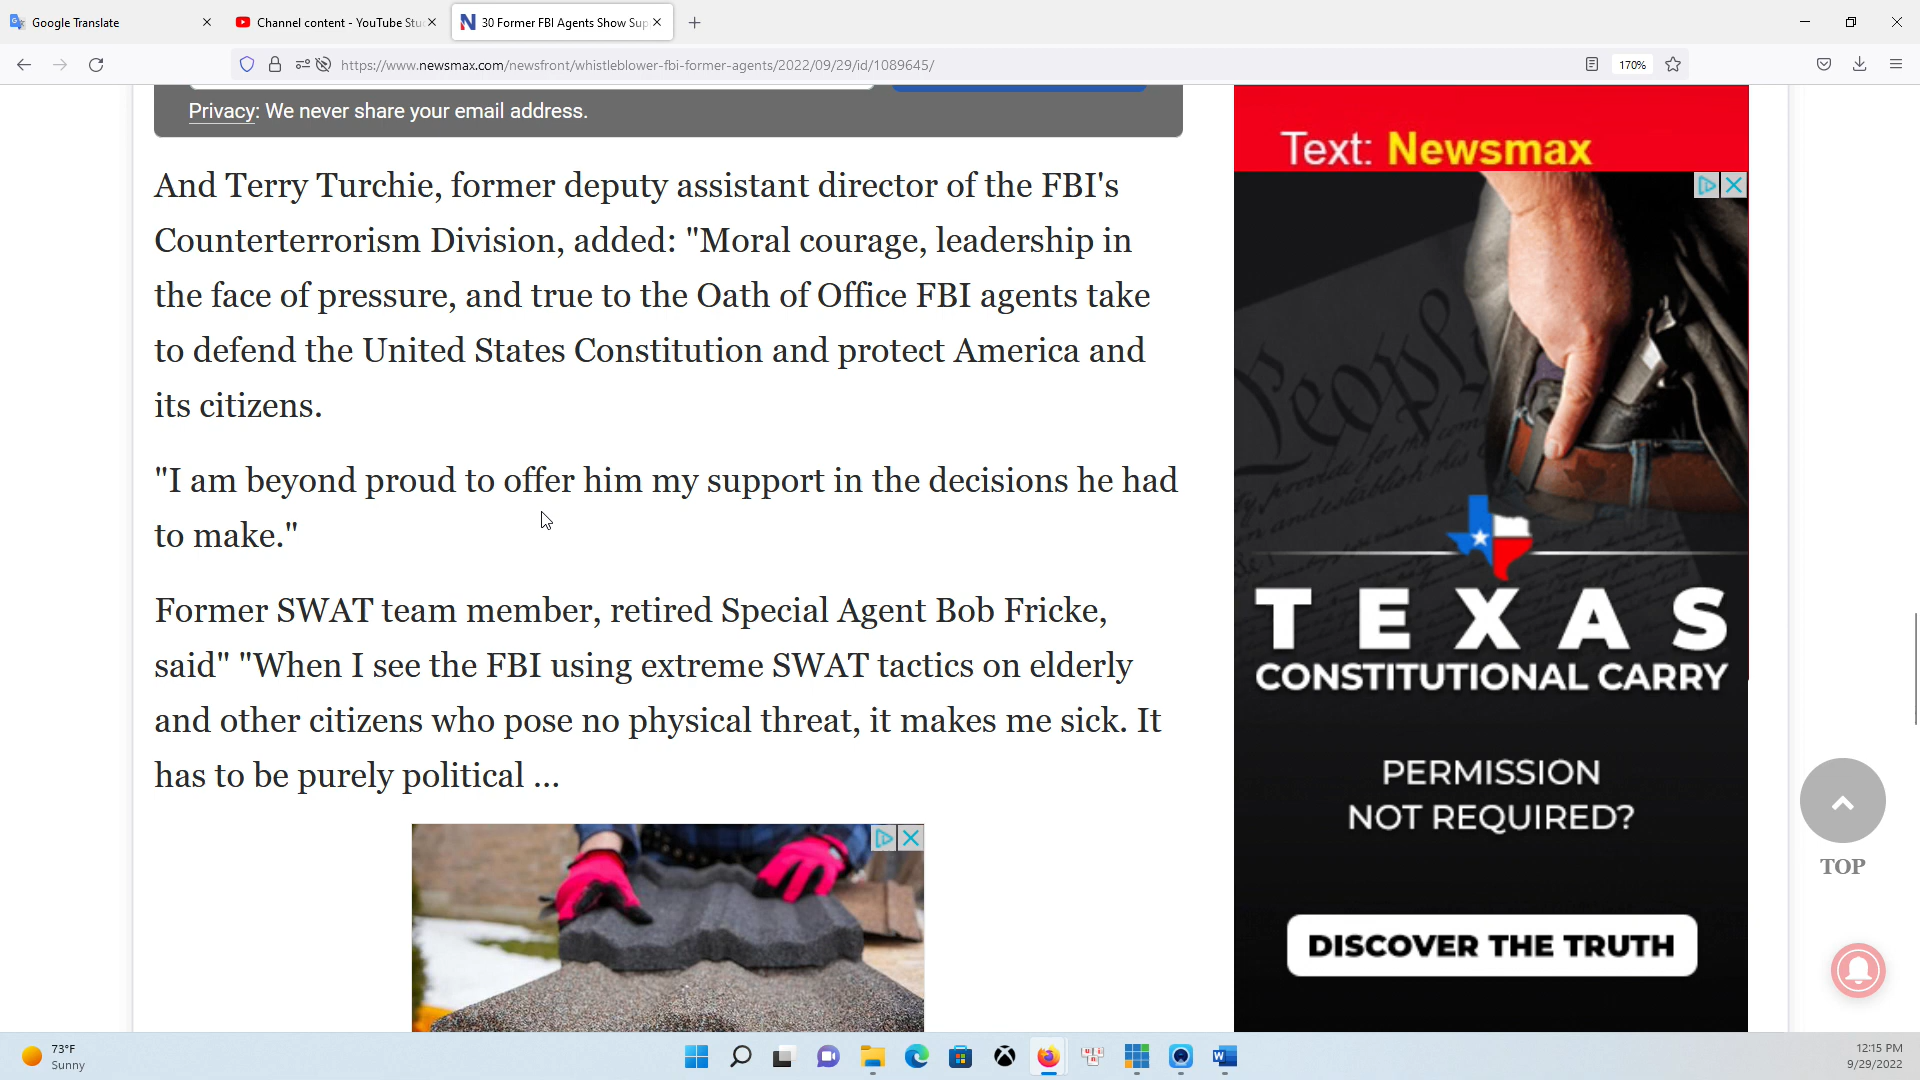 Google Translate
Channel content - YouTube Stu
30 Former FBI Agents Show Sup
https://www.newsmax.com/newsfront/whistleblower-fbi-former-agents/2022/09/29/id/1089645/
170%
Privacy: We never share your email address.
And Terry Turchie, former deputy assistant director of the FBI's
Counterterrorism Division, added: "Moral courage, leadership in
the face of pressure, and true to the Oath of Office FBI agents take
to defend the United States Constitution and protect America and
its citizens.
"I am beyond proud to offer him my support in the decisions he had
to make."
Former SWAT team member, retired Special Agent Bob Fricke,
said" "When I see the FBI using extreme SWAT tactics on elderly
and other citizens who pose no physical threat, it makes me sick. It
has to be purely political ...
Text: Newsmax
People
TEXAS
CONSTITUTIONAL CARRY
PERMISSION
NOT REQUIRED?
DISCOVER THE TRUTH
TOP
73°F
Sunny
12:15 PM
9/29/2022